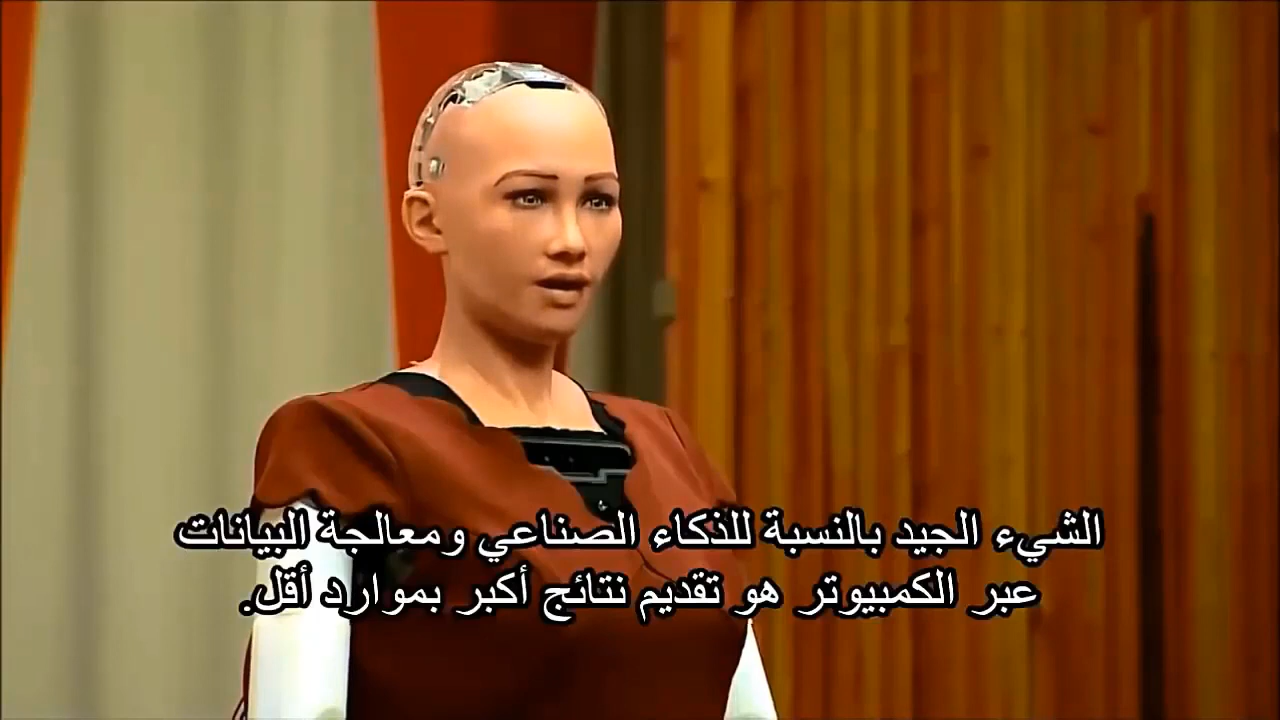 الشيء الجيد بالنسبة للذكاء الصناعي ومعالجة البيانات
عبر الكمبيوتر هو تقديم نتائج أكبر بموارد أقل.